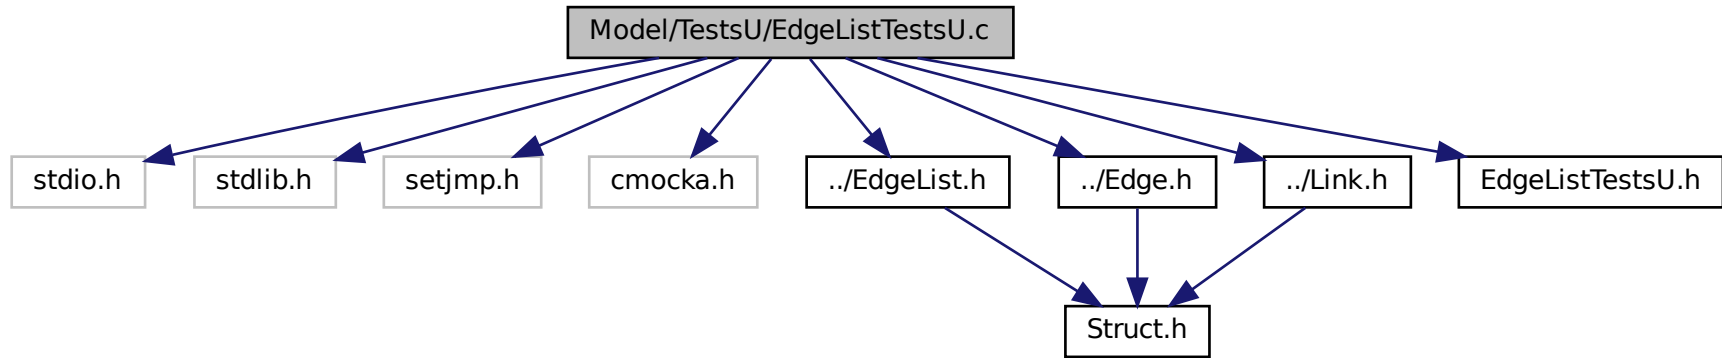 Model/TestsU/EdgeListTestsU.c
stdio.h
stdlib.h
setjmp.h
cmocka.h
../EdgeList.h
../Edge.h
../Link.h
EdgeListTestsU.h
Struct.h